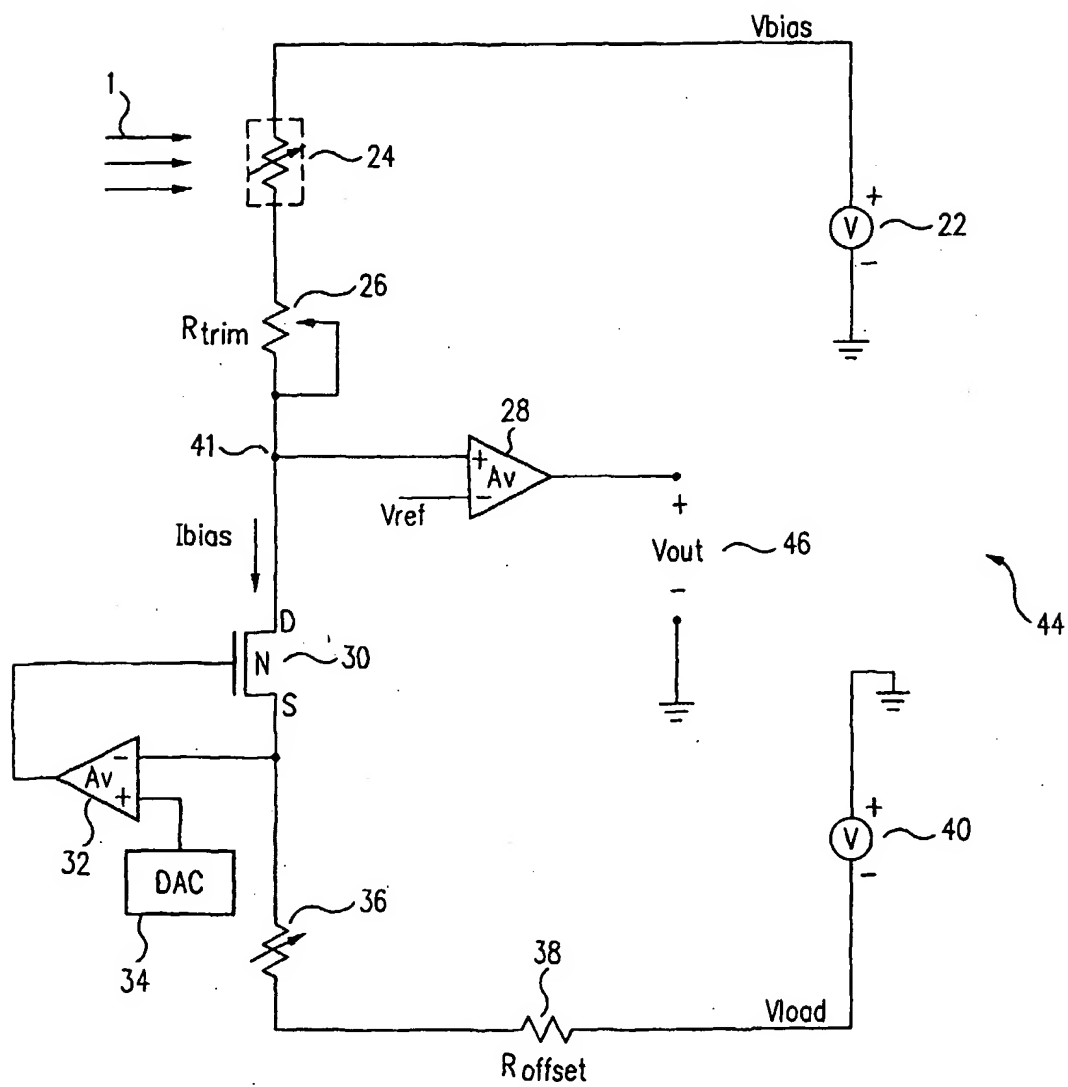 Vbias
1
24
+
V 22
−
26
Rtrim
28
41
+
Av
−
Vref
+
Ibias
Vout 46
−
D
44
N 30
S
−
Av
+
+
V 40
−
32
DAC
36
34
38
Vload
Roffset